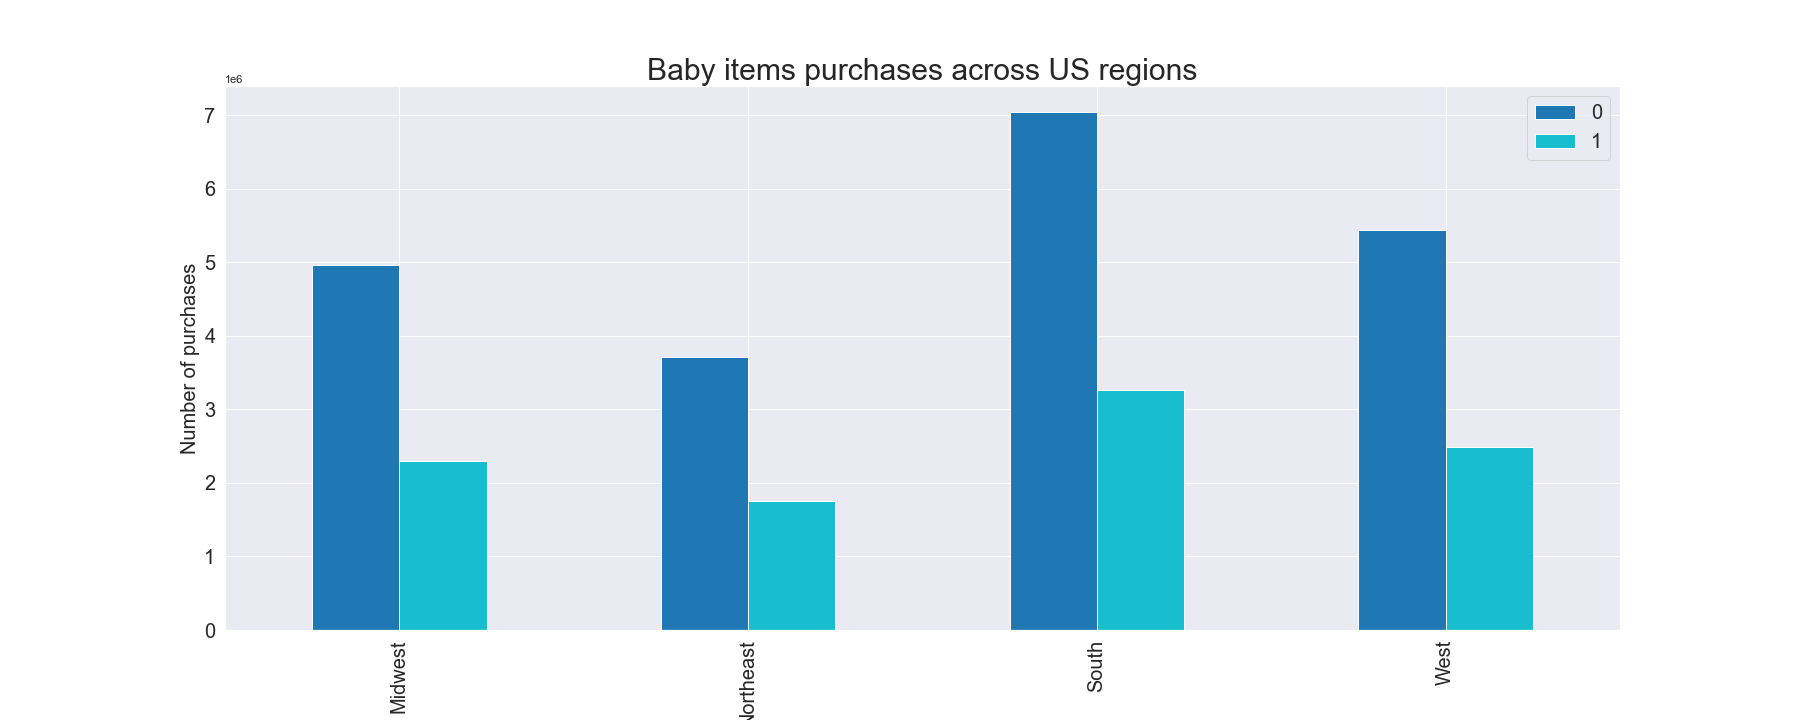 Baby items purchases across US regions
1e6
7
6
5
4
3
2
1
0
Number of purchases
0
1
Midwest
Northeast
South
West